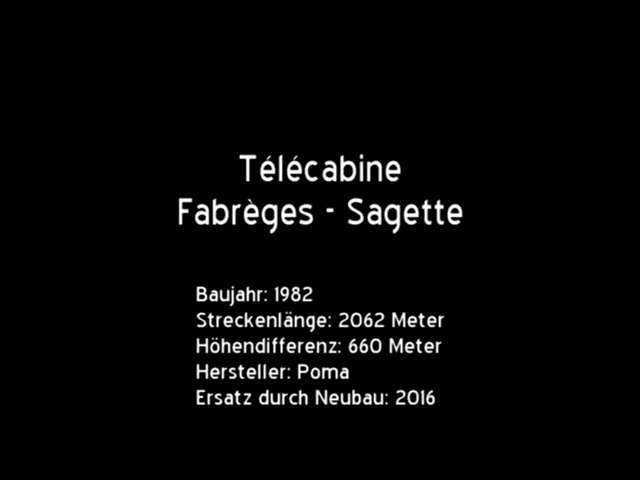 Télécabine
Fabrèges - Sagette
Baujahr: 1982
Streckenlänge: 2062 Meter
Höhendifferenz: 660 Meter
Hersteller: Poma
Ersatz durch Neubau: 2016